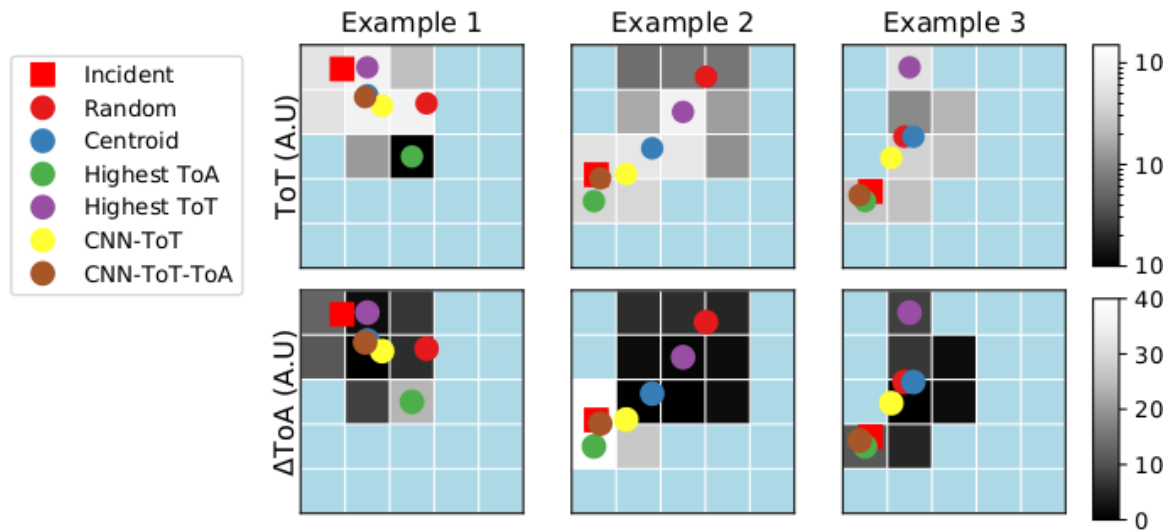 Example 1
Example 2
Example 3
Incident
Random
Centroid
Highest ToA
Highest ToT
CNN-ToT
CNN-ToT-ToA
ToT (A.U)
10
10
10
ΔToA (A.U)
40
30
20
10
0